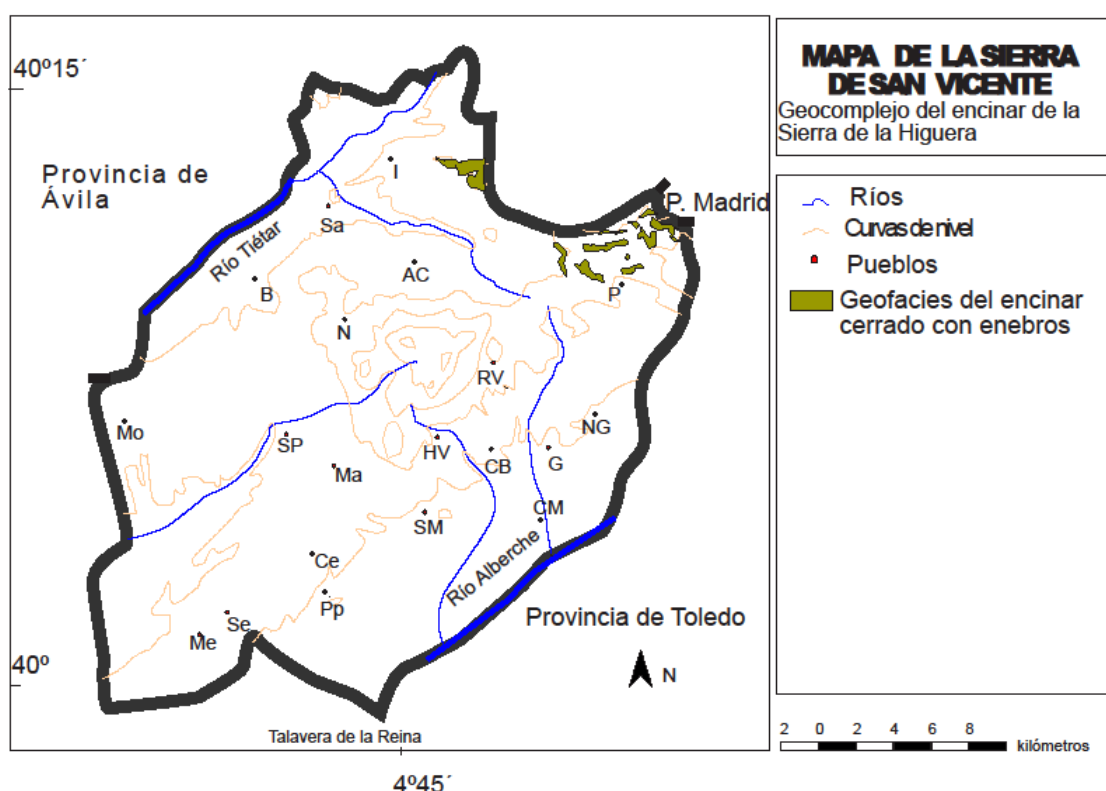 40º15´
Provincia de
Ávila
Río Tiétar
I
Sa
P. Madrid
AC
B
P
N
RV
Mo
SP
HV
CB
NG
G
Ma
SM
CM
Ce
Río Alberche
Pp
Se
Me
Provincia de Toledo
N
40º
Talavera de la Reina
4º45´
MAPA DE LA SIERRA
DE SAN VICENTE
Geocomplejo del encinar de la
Sierra de la Higuera
Ríos
Curvas de nivel
Pueblos
Geofacies del encinar
cerrado con enebros
2 0 2 4 6 8
kilómetros